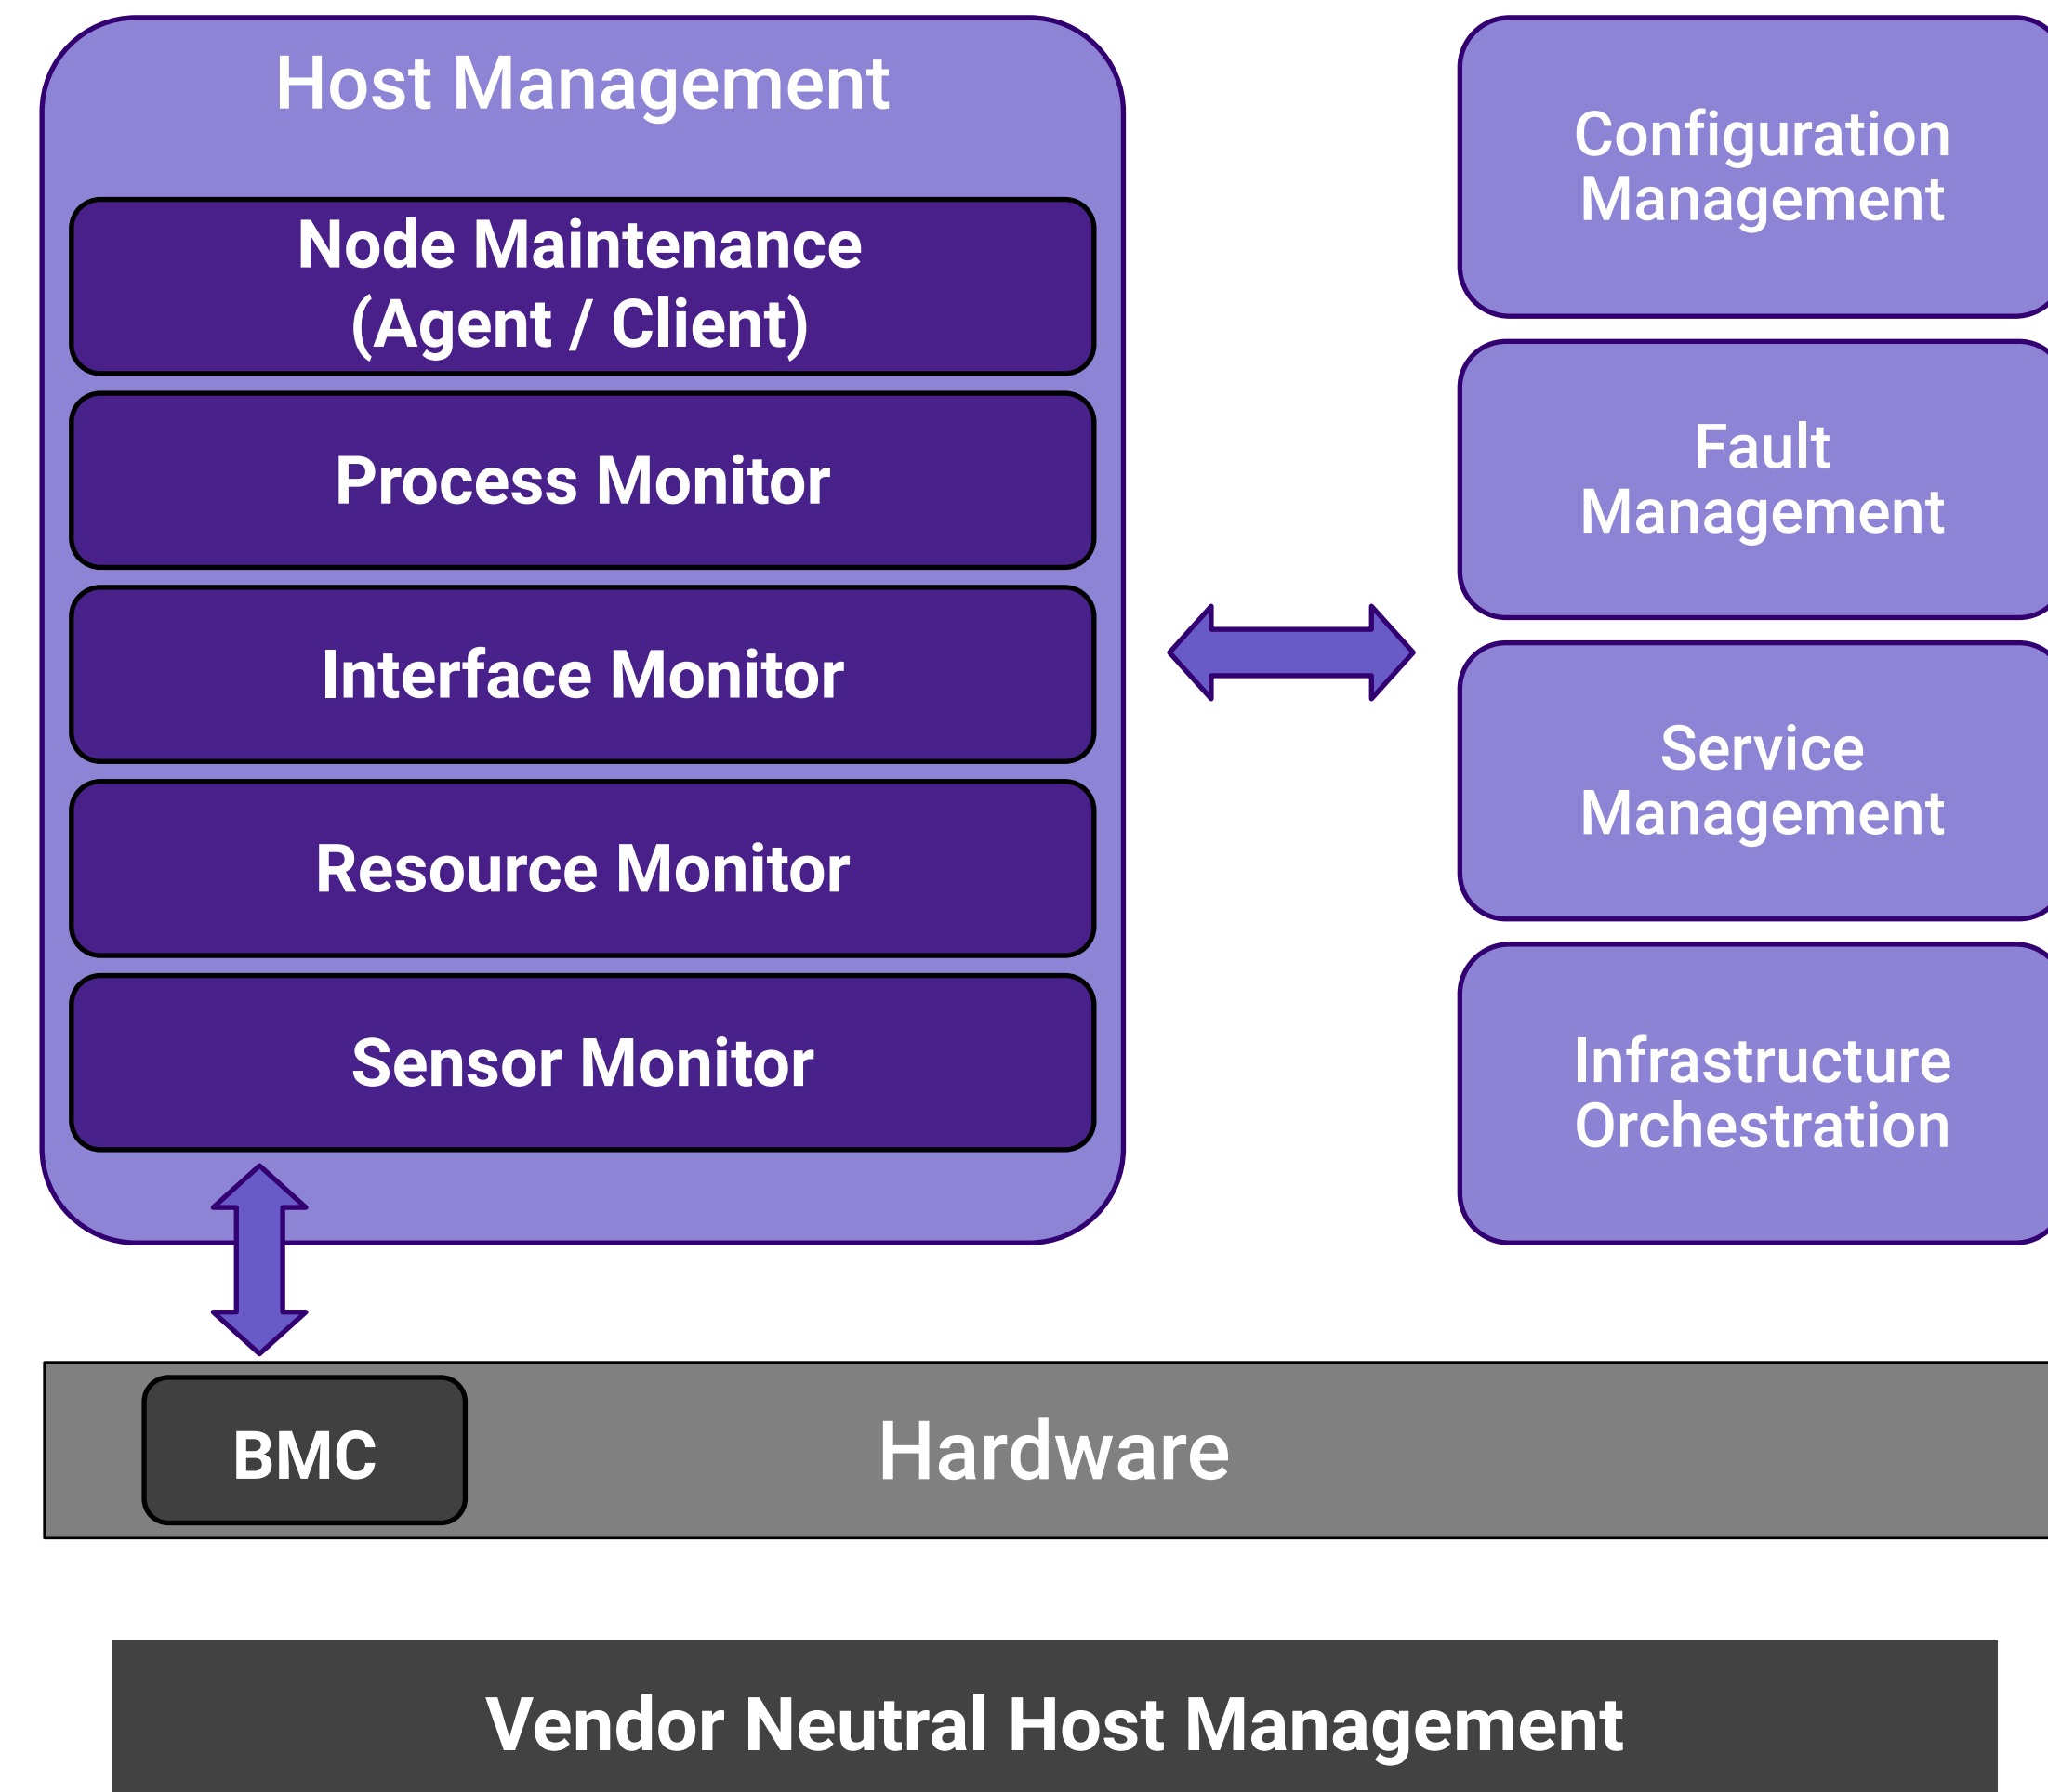 Host Management
Node Maintenance
(Agent / Client)
Process Monitor
Interface Monitor
Resource Monitor
Sensor Monitor
Configuration
Management
Fault
Management
Service
Management
Infrastructure
Orchestration
BMC
Hardware
Vendor Neutral Host Management